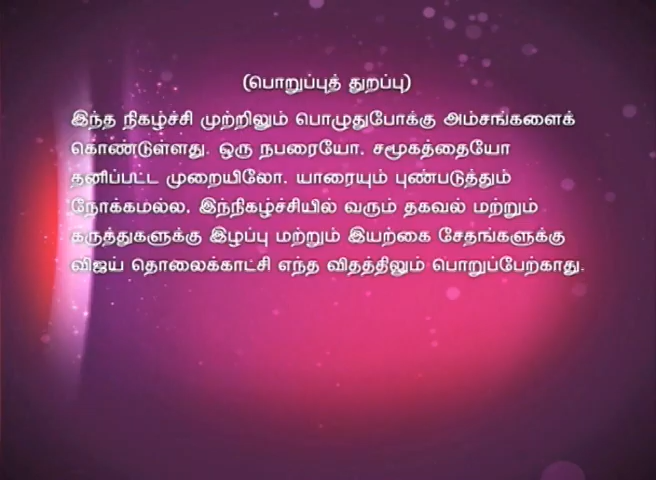 (பொறுப்புத் துறப்பு)
இந்த நிகழ்ச்சி முற்றிலும் பொழுதுபோக்கு அம்சங்களைக்
கொண்டுள்ளது. ஒரு நபரையோ, சமூகத்தையோ
தனிப்பட்ட முறையிலோ, யாரையும் புண்படுத்தும்
நோக்கமல்ல, இந்நிகழ்ச்சியில் வரும் தகவல் மற்றும்
கருத்துகளுக்கு இழப்பு மற்றும் இயற்கை சேதங்களுக்கு
விஜய் தொலைக்காட்சி எந்த விதத்திலும் பொறுப்பேற்காது.